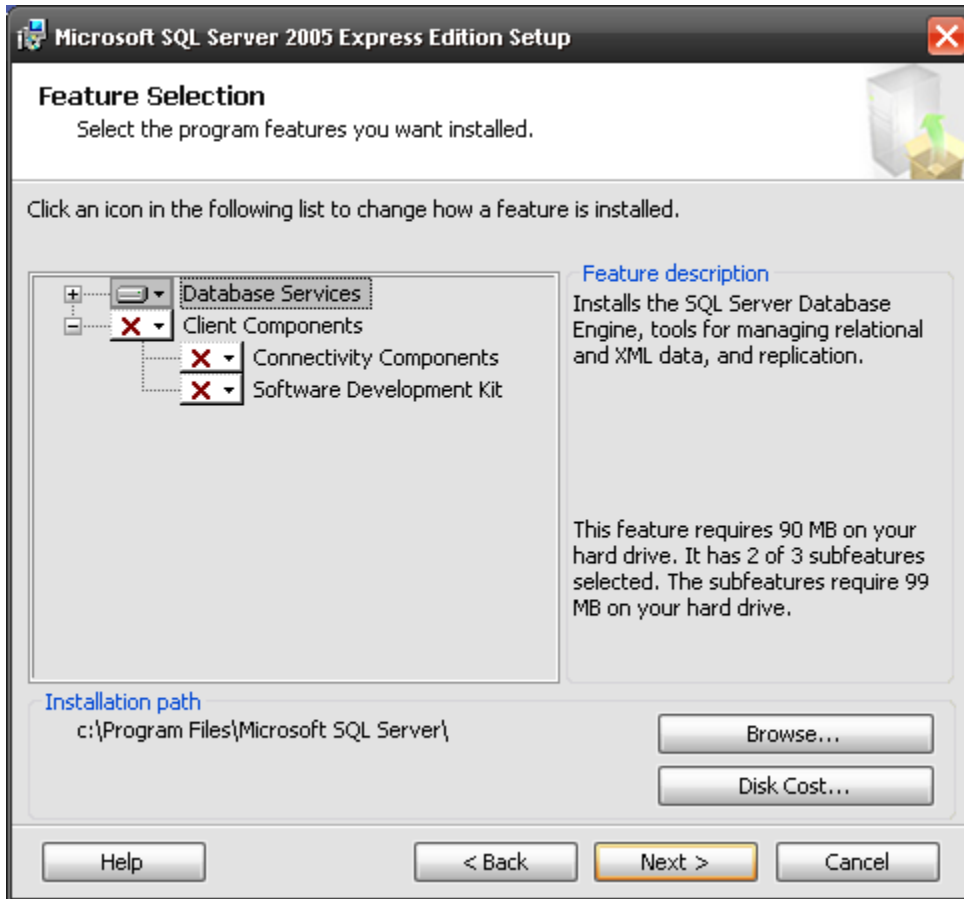 Microsoft SQL Server 2005 Express Edition Setup
Feature Selection
Select the program features you want installed.
Click an icon in the following list to change how a feature is installed.
Database Services
Client Components
Connectivity Components
Software Development Kit
Feature description
Installs the SQL Server Database
Engine, tools for managing relational
and XML data, and replication.
This feature requires 90 MB on your
hard drive. It has 2 of 3 subfeatures
selected. The subfeatures require 99
MB on your hard drive.
Installation path
c:\Program Files\Microsoft SQL Server\
Browse...
Disk Cost...
Help
< Back
Next >
Cancel